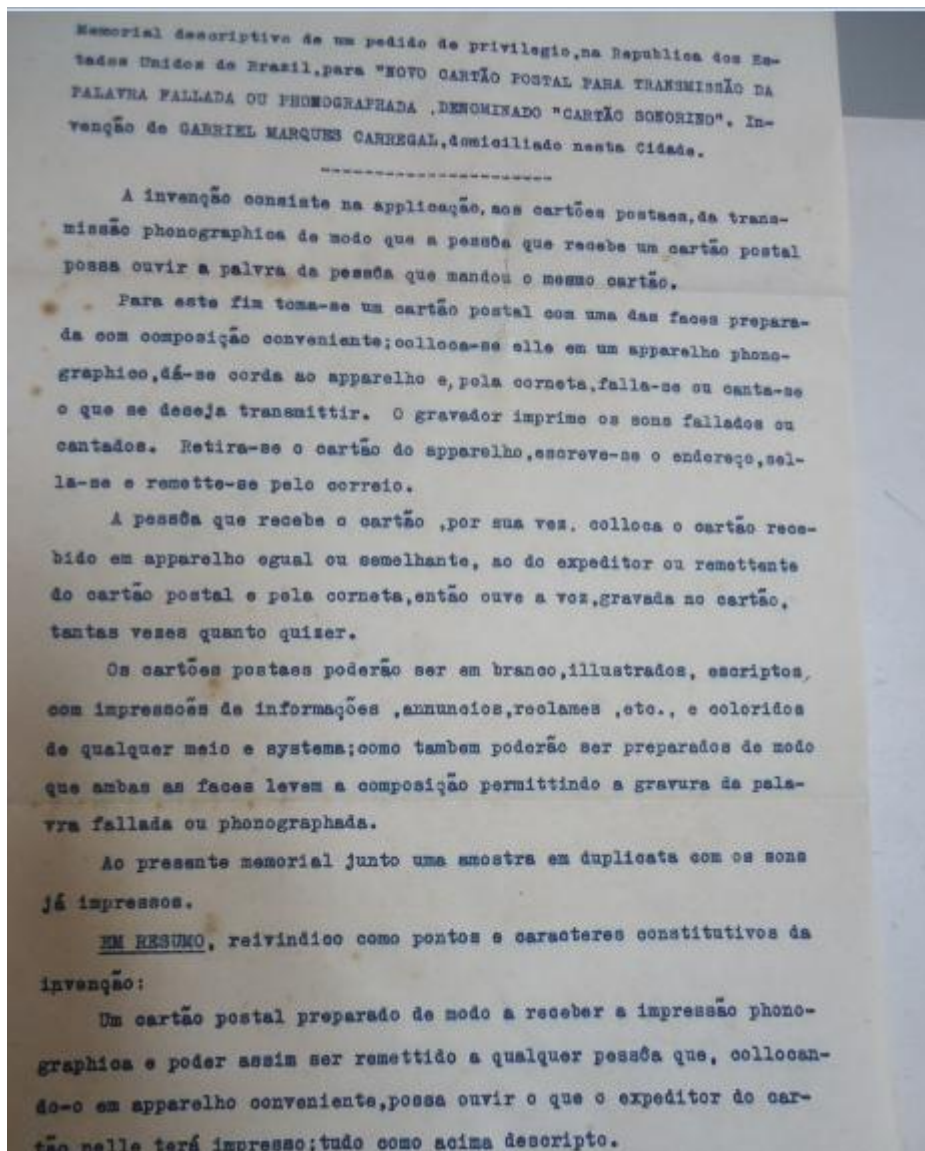 Memorial descriptivo de um pedido de privilegio,na Republica dos Es-
tados Unidos de Brazil,para "NOVO CARTÃO POSTAL PARA TRANSMISSÃO DA
PALAVRA FALLADA OU PHONOGRAPHADA ,DENOMINADO "CARTÃO SONORINO". In-
venção de GABRIEL MARQUES CARREGAL,domiciliado nesta Cidade.
----------------------
A invenção consiste na applicação,aos cartões postaes,da trans-
missão phonographica de modo que a pessôa que recebe um cartão postal
possa ouvir a palvra da pessôa que mandou o mesmo cartão.
Para este fim toma-se um cartão postal com uma das faces prepara-
da com composição conveniente;colloca-se elle em um apparelho phono-
graphico,dá-se corda ao apparelho e,pela corneta,falla-se ou canta-se
o que se deseja transmittir. O gravador imprime os sons fallados ou
cantados. Retira-se o cartão do apparelho,escreve-se o endereço,sel-
la-se e remette-se pelo correio.
A pessôa que recebe o cartão ,por sua vez, colloca o cartão rece-
bido em apparelho egual ou semelhante, ao do expeditor ou remettente
do cartão postal e pela corneta,então ouve a voz,gravada no cartão,
tantas vezes quanto quizer.
Os cartões postaes poderão ser em branco,illustrados, escriptos,
com impressoẽs de informações ,annuncios,reclames ,etc., e coloridos
de qualquer meio e systema;como tambem poderão ser preparados de modo
que ambas as faces levem a composição permittindo a gravura da pala-
vra fallada ou phonographada.
Ao presente memorial junto uma amostra em duplicata com os sons
já impressos.
EM RESUMO, reivindico como pontos e caracteres constitutivos da
invenção:
Um cartão postal preparado de modo a receber a impressão phono-
graphica e poder assim ser remettido a qualquer pessôa que, collocan-
do-o em apparelho conveniente,possa ouvir o que o expeditor do car-
tão nelle terá impresso;tudo como acima descripto.